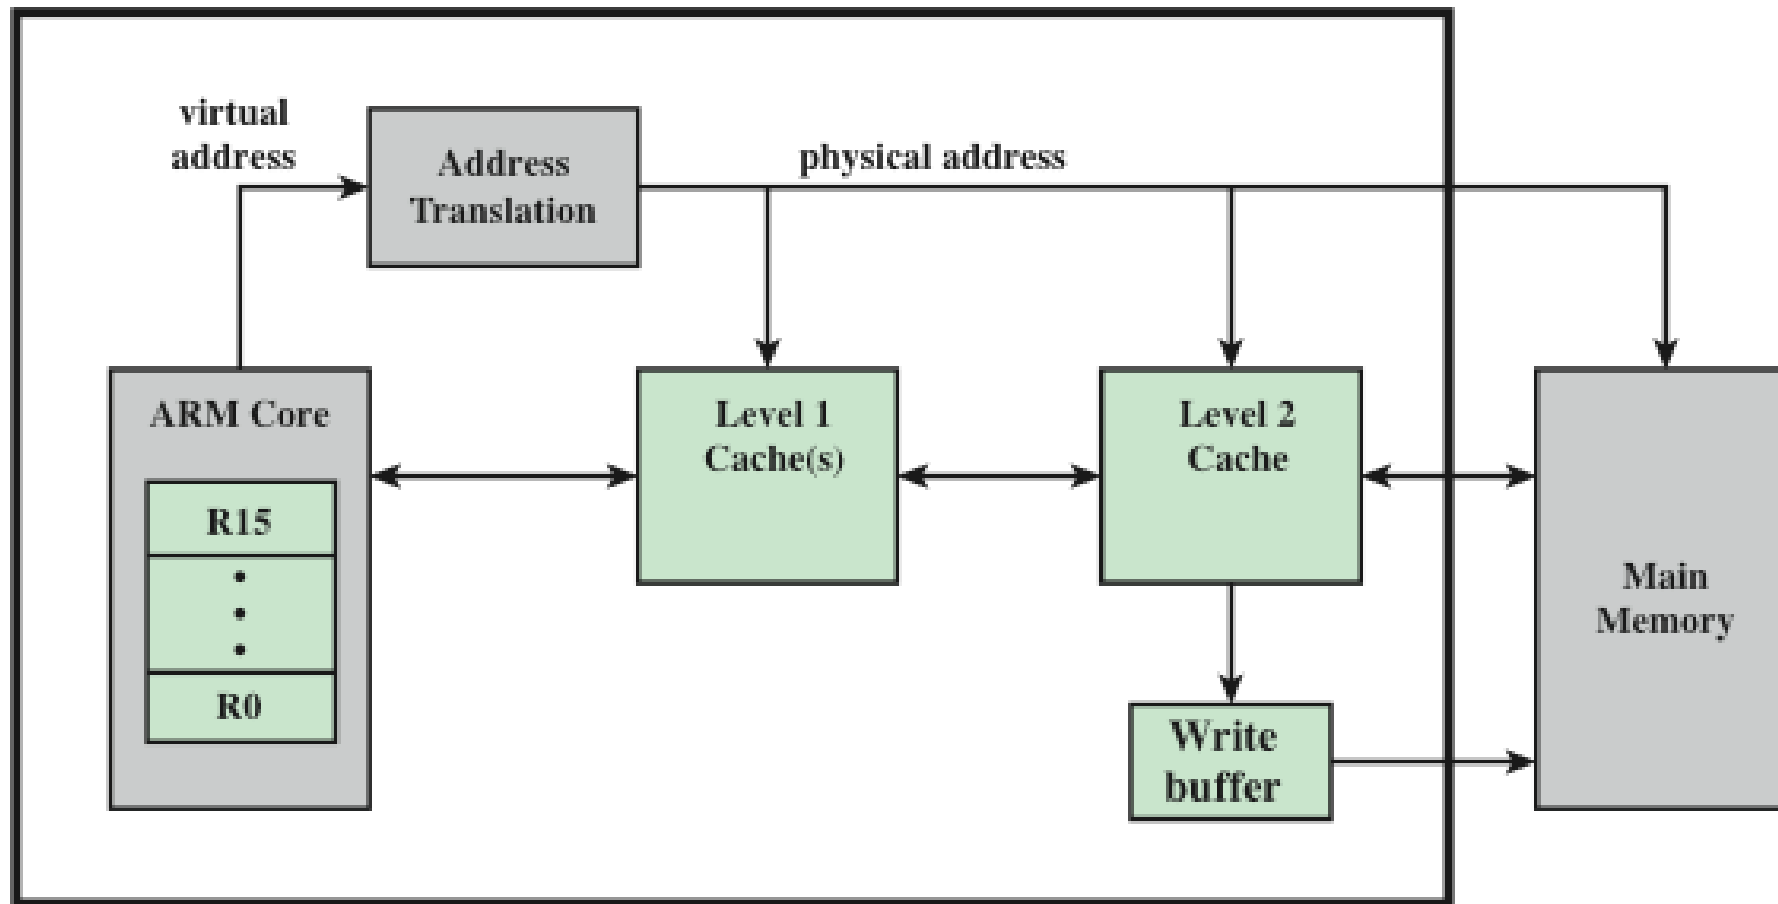 virtual
address
Address
Translation
physical address
ARM Core
R15
R0
Level 1
Cache(s)
Level 2
Cache
Write
buffer
Main
Memory